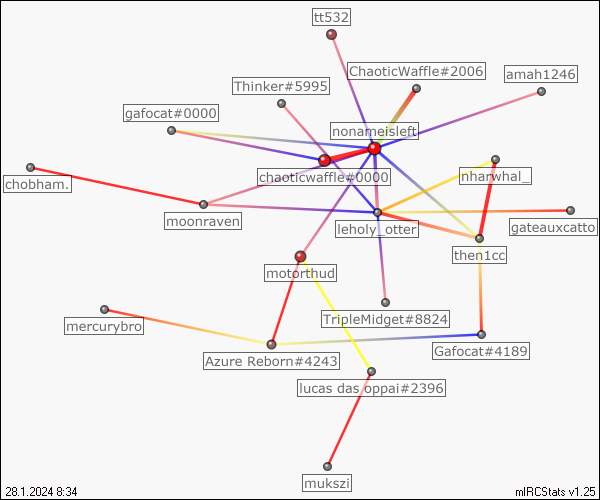 tt532
ChaoticWaffle#2006
amah1246
Thinker#5995
gafocat#0000
nonameisleft
chaoticwaffle#0000
nharwhal_
chobham.
moonraven
leholy_otter
gateauxcatto
then1cc
motorthud
TripleMidget#8824
mercurybro
Azure Reborn#4243
Gafocat#4189
lucas das oppai#2396
mukszi
28.1.2024 8:34
mIRCStats v1.25